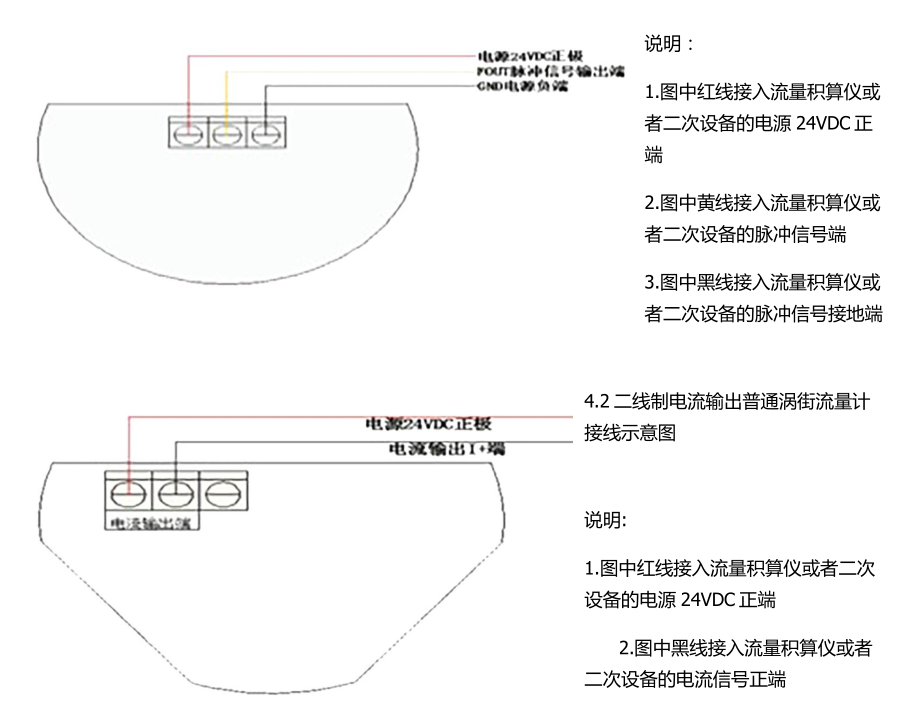 电源24VDC正极
FOUT脉冲信号输出端
GND电源负端
说明：
1.图中红线接入流量积算仪或
者二次设备的电源 24VDC 正
端
2.图中黄线接入流量积算仪或
者二次设备的脉冲信号端
3.图中黑线接入流量积算仪或
者二次设备的脉冲信号接地端
电源24VDC正极
电流输出I+端
电流输出端
4.2 二线制电流输出普通涡街流量计
接线示意图
说明:
1.图中红线接入流量积算仪或者二次
设备的电源 24VDC 正端
2.图中黑线接入流量积算仪或者
二次设备的电流信号正端